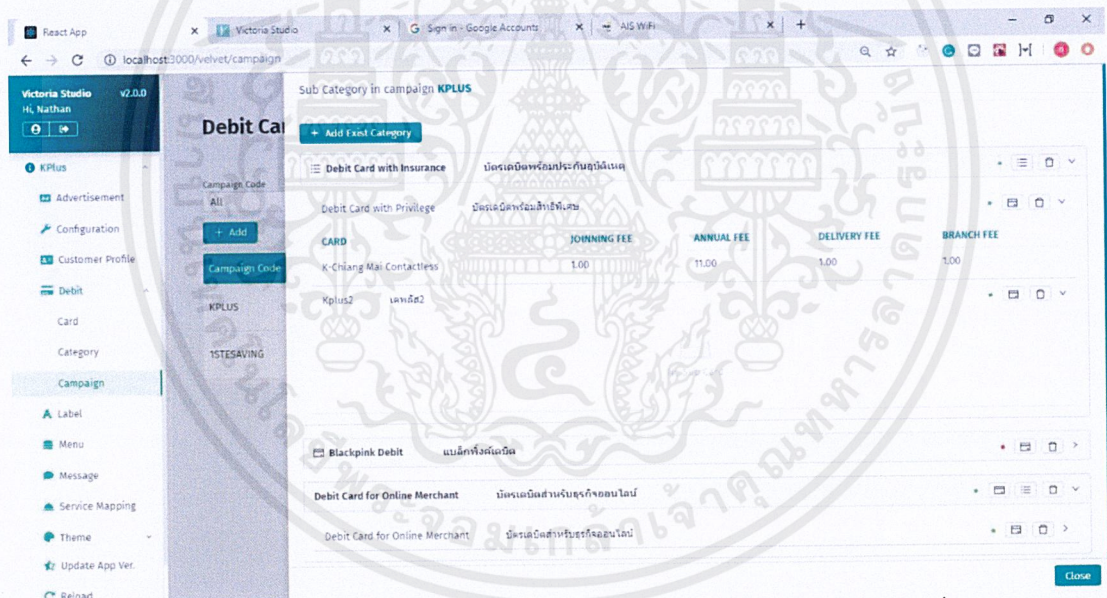 React App
Victoria Studio
Sign in - Google Accounts
AIS WiFi
localhost:3000/velvet/campaign
Victoria Studio v2.0.0
Hi, Nathan
KPlus
Advertisement
Configuration
Customer Profile
Debit
Card
Category
Campaign
Label
Menu
Message
Service Mapping
Theme
Update App Ver.
Reload
Debit Car
Campaign Code
All
+ Add
Campaign Code
KPLUS
1STESAVING
Sub Category in campaign KPLUS
+ Add Exist Category
Debit Card with Insurance บัตรเดบิตพร้อมประกันอุบัติเหตุ
Debit Card with Privilege บัตรเดบิตพร้อมสิทธิพิเศษ
CARD JOINNING FEE ANNUAL FEE DELIVERY FEE BRANCH FEE
K-Chiang Mai Contactless 1.00 11.00 1.00 1.00
Kplus2 เคพลัส2
Blackpink Debit แบล็กพิ้งค์เดบิต
Debit Card for Online Merchant บัตรเดบิตสำหรับธุรกิจออนไลน์
Debit Card for Online Merchant บัตรเดบิตสำหรับธุรกิจออนไลน์
Close